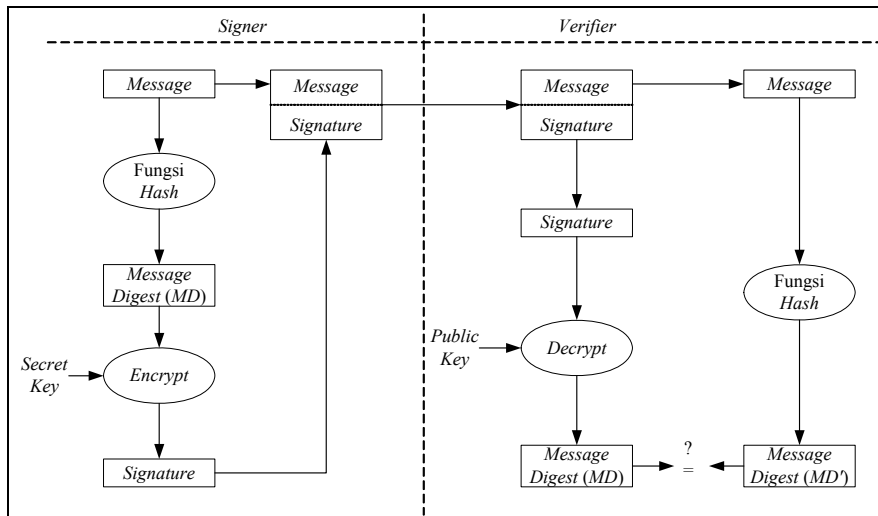 Signer
Verifier
Message
Message
Signature
Fungsi
Hash
Message
Digest (MD)
Secret
Key
Encrypt
Signature
Message
Signature
Message
Signature
Public
Key
Decrypt
Fungsi
Hash
Message
Digest (MD)
?
=
Message
Digest (MD')